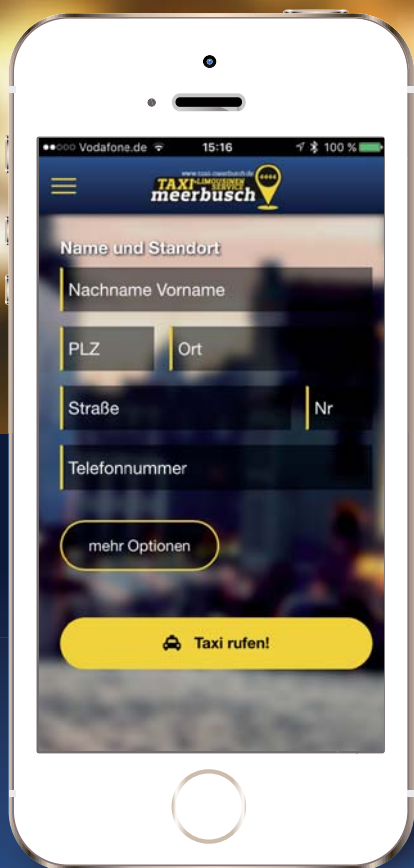 Vodafone.de 15:16 100 %
www.taxi-meerbusch.de
TAXI-LIMOUSINEN
SERVICE
meerbusch
Name und Standort
Nachname Vorname
PLZ Ort
Straße Nr
Telefonnummer
mehr Optionen
Taxi rufen!